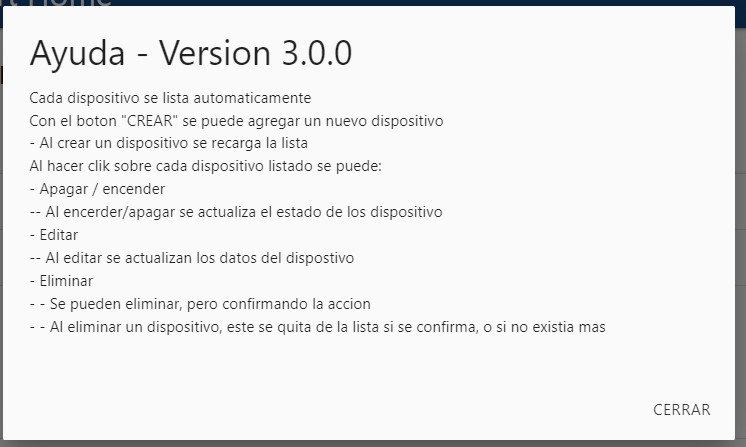 Ayuda - Version 3.0.0
Cada dispositivo se lista automaticamente
Con el boton "CREAR" se puede agregar un nuevo dispositivo
- Al crear un dispositivo se recarga la lista
Al hacer clik sobre cada dispositivo listado se puede:
- Apagar / encender
-- Al encerder/apagar se actualiza el estado de los dispositivo
- Editar
-- Al editar se actualizan los datos del dispostivo
- Eliminar
- - Se pueden eliminar, pero confirmando la accion
- - Al eliminar un dispositivo, este se quita de la lista si se confirma, o si no existia mas
CERRAR